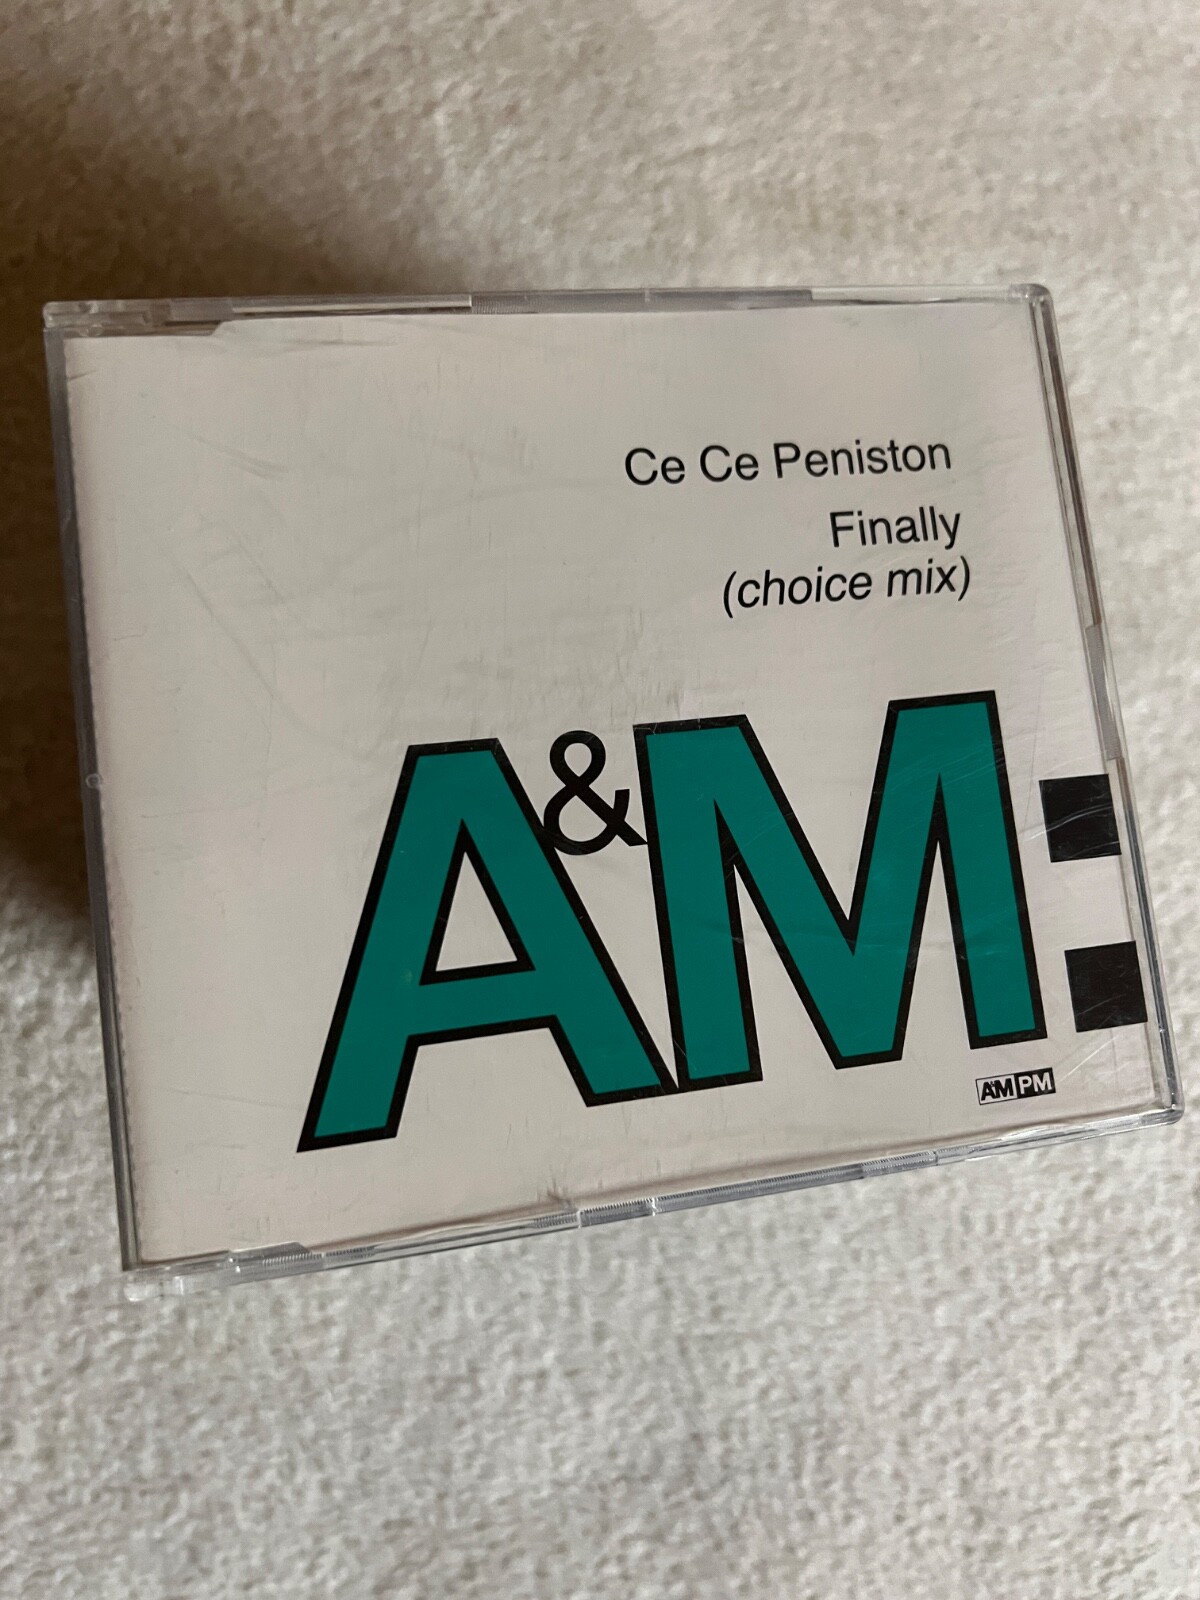 Ce Ce Peniston
Finally
(choice mix)
A&M:
A&M PM